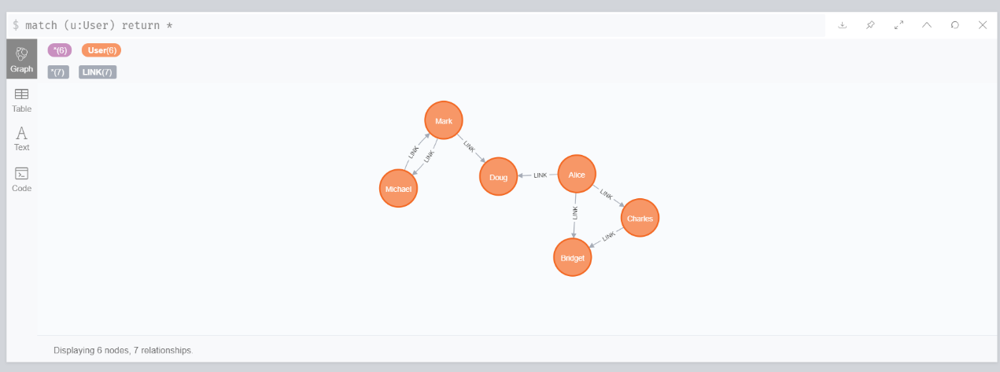 $ match (u:User) return *
Graph
*(6) User(6)
*(7) LINK(7)
Table
Text
Code
Mark
LINK
LINK
LINK
Michael
Doug
LINK
Alice
LINK
LINK
Charles
LINK
Bridget
Displaying 6 nodes, 7 relationships.